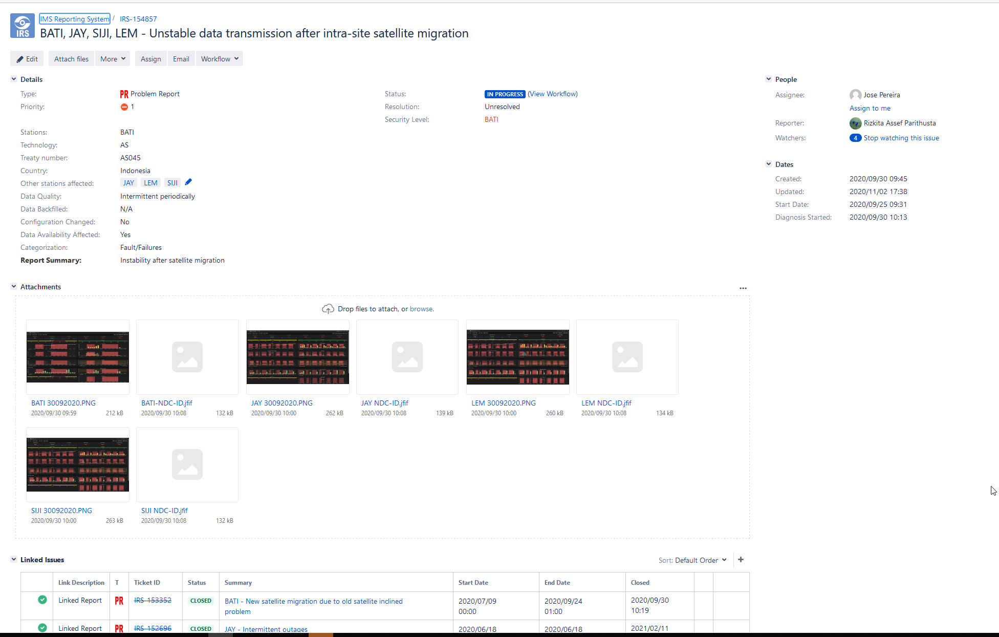 IRS
IMS Reporting System / IRS-154857
BATI, JAY, SIJI, LEM - Unstable data transmission after intra-site satellite migration
Edit Attach files More Assign Email Workflow
Details
Type: PR Problem Report
Priority: 1
Stations: BATI
Technology: AS
Treaty number: AS045
Country: Indonesia
Other stations affected: JAY LEM SIJI
Data Quality: Intermittent periodically
Data Backfilled: N/A
Configuration Changed: No
Data Availability Affected: Yes
Categorization: Fault/Failures
Report Summary: Instability after satellite migration
Status: IN PROGRESS (View Workflow)
Resolution: Unresolved
Security Level: BATI
People
Assignee: Jose Pereira
Assign to me
Reporter: Rizkita Assef Parithusta
Watchers: 4 Stop watching this issue
Dates
Created: 2020/09/30 09:45
Updated: 2020/11/02 17:38
Start Date: 2020/09/25 09:31
Diagnosis Started: 2020/09/30 10:13
Attachments
Drop files to attach, or browse.
BATI 30092020.PNG
2020/09/30 09:59 212 kB
BATI-NDC-ID.jfif
2020/09/30 10:08 132 kB
JAY 30092020.PNG
2020/09/30 10:00 262 kB
JAY NDC-ID.jfif
2020/09/30 10:08 139 kB
LEM 30092020.PNG
2020/09/30 10:00 260 kB
LEM NDC-ID.jfif
2020/09/30 10:08 134 kB
SIJI 30092020.PNG
2020/09/30 10:00 263 kB
SIJI NDC-ID.jfif
2020/09/30 10:08 132 kB
Linked Issues
Sort: Default Order +
Link Description T Ticket ID Status Summary Start Date End Date Closed
Linked Report PR IRS-153352 CLOSED BATI - New satellite migration due to old satellite inclined problem 2020/07/09 00:00 2020/09/24 01:00 2020/09/30 10:19
Linked Report PR IRS-152696 CLOSED JAY - Intermittent outages 2020/06/18 2020/06/18 2021/02/11